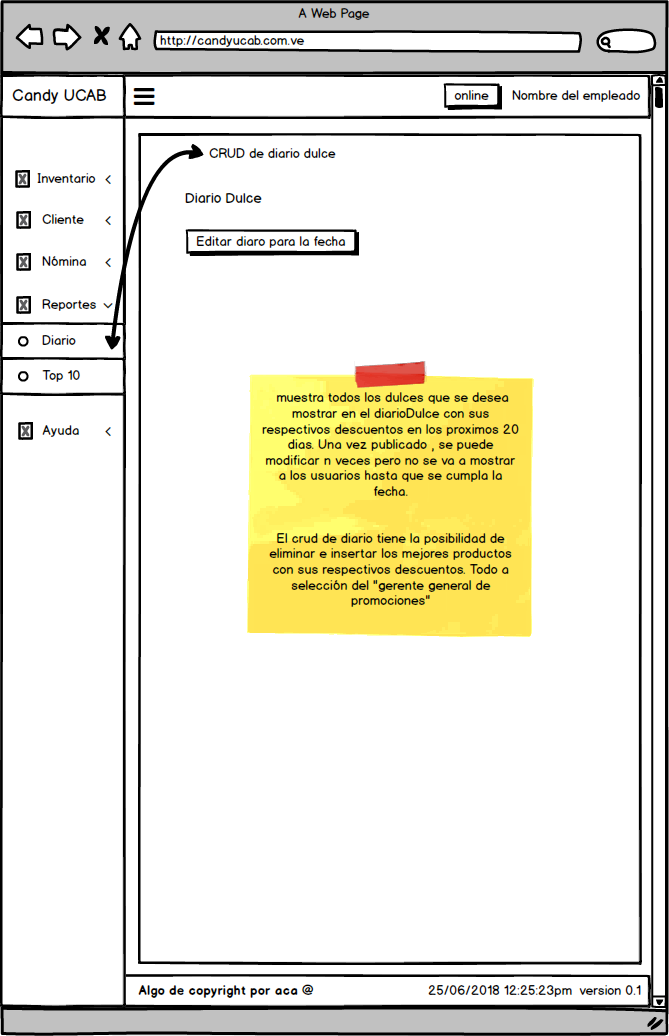 A Web Page
http://candyucab.com.ve
Candy UCAB
online
Nombre del empleado
CRUD de diario dulce
Inventario
Diario Dulce
Cliente
Editar diaro para la fecha
Nómina
Reportes
Diario
Top 10
Ayuda
muestra todos los dulces que se desea
mostrar en el diarioDulce con sus
respectivos descuentos en los proximos 20
dias. Una vez publicado , se puede
modificar n veces pero no se va a mostrar
a los usuarios hasta que se cumpla la
fecha.
El crud de diario tiene la posibilidad de
eliminar e insertar los mejores productos
con sus respectivos descuentos. Todo a
selección del "gerente general de
promociones"
Algo de copyright por aca @
25/06/2018 12:25:23pm version 0.1